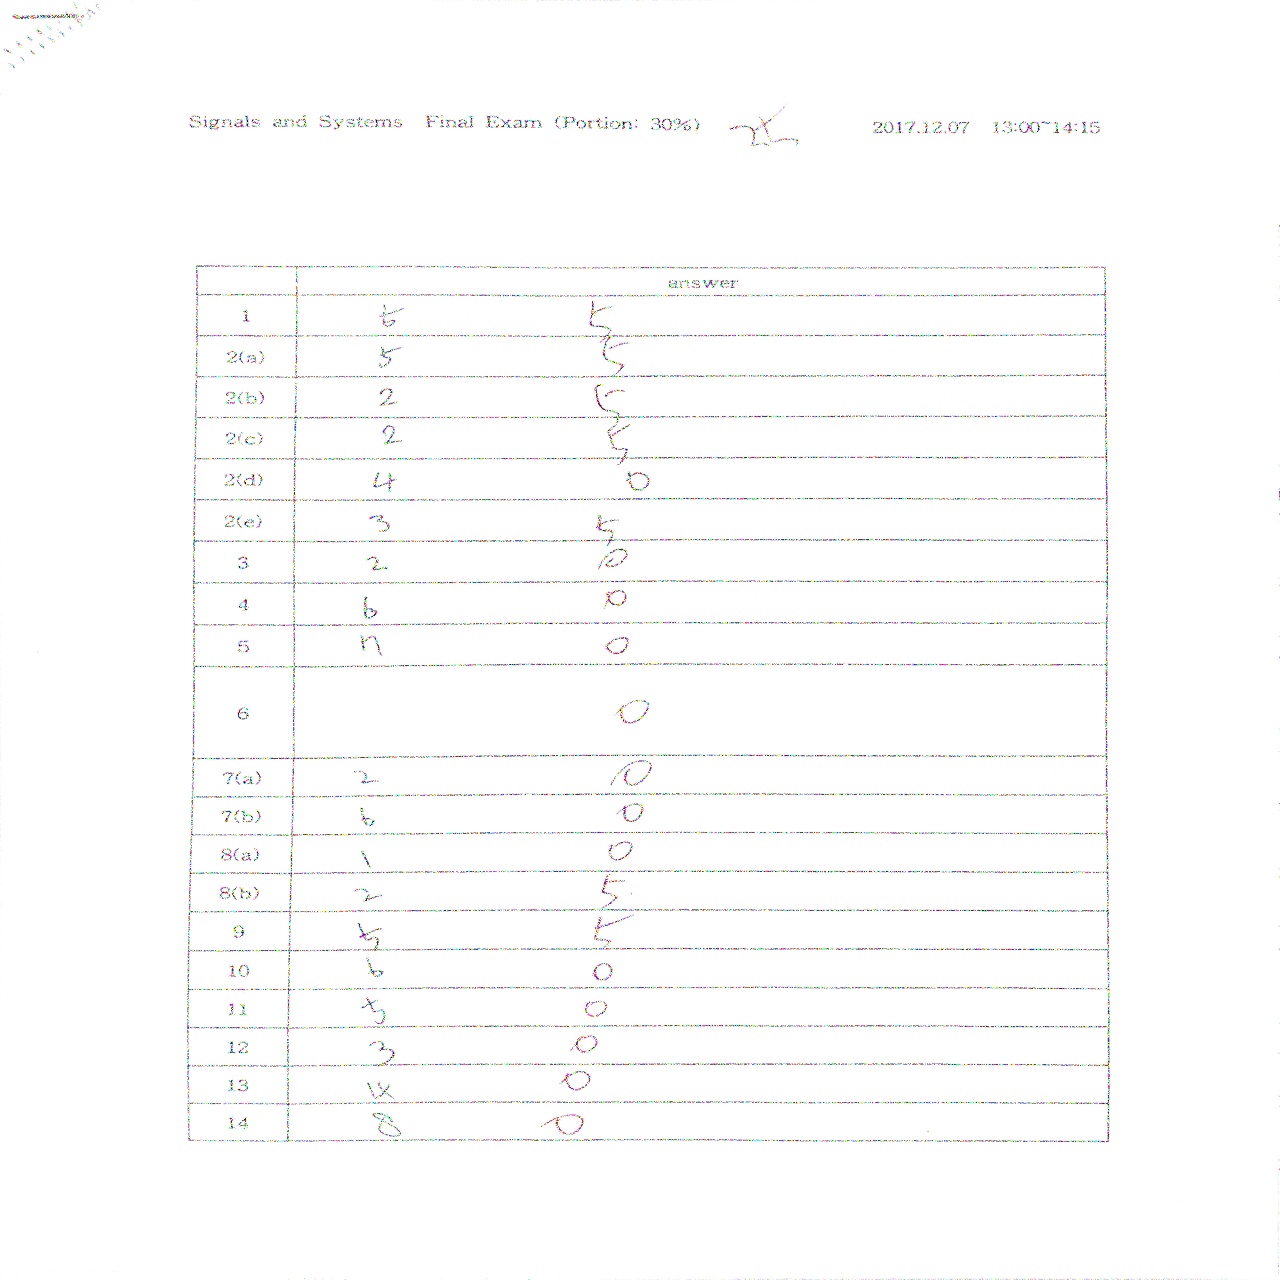 Signals and Systems Final Exam (Portion: 30%) 2017.12.07 13:00~14:15
answer
1 5 5
2(a) 5 5
2(b) 2 5
2(c) 2 5
2(d) 4 0
2(e) 3 5
3 2 0
4 6 0
5 n 0
6 0
7(a) 2 0
7(b) 6 0
8(a) 1 0
8(b) 2 5
9 5 5
10 6 0
11 5 0
12 3 0
13 0
14 8 0